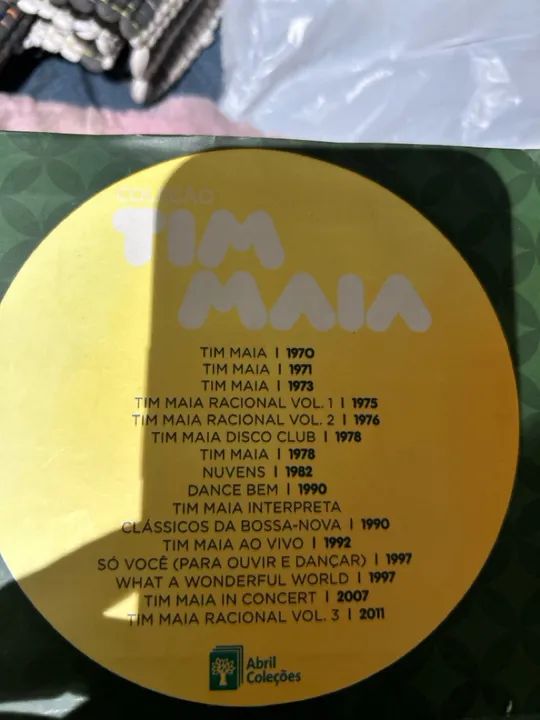 COLEÇÃO
TIM
MAIA
TIM MAIA | 1970
TIM MAIA | 1971
TIM MAIA | 1973
TIM MAIA RACIONAL VOL. 1 | 1975
TIM MAIA RACIONAL VOL. 2 | 1976
TIM MAIA DISCO CLUB | 1978
TIM MAIA | 1978
NUVENS | 1982
DANCE BEM | 1990
TIM MAIA INTERPRETA
CLÁSSICOS DA BOSSA-NOVA | 1990
TIM MAIA AO VIVO | 1992
SÓ VOCÊ (PARA OUVIR E DANÇAR) | 1997
WHAT A WONDERFUL WORLD | 1997
TIM MAIA IN CONCERT | 2007
TIM MAIA RACIONAL VOL. 3 | 2011
Abril
Coleções